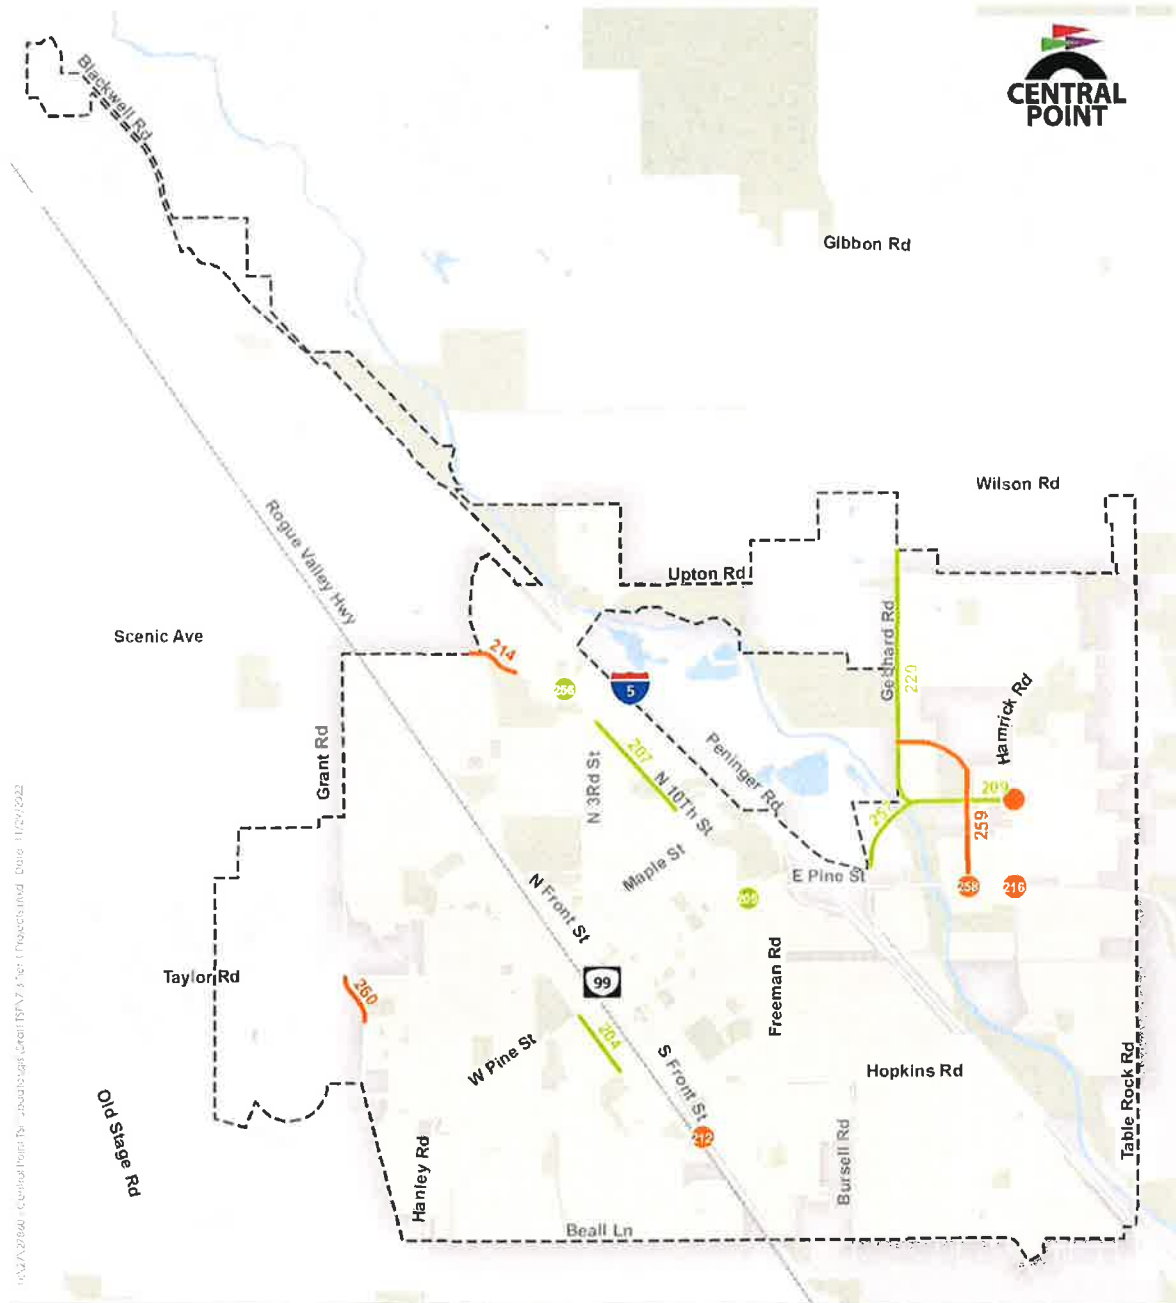 CENTRAL
POINT
Blackwell Rd
Gibbon Rd
Wilson Rd
Rogue Valley Hwy
Upton Rd
Scenic Ave
214
256
5
Gebhard Rd
220
Hamrick Rd
Grant Rd
N 3Rd St
207
N 10Th St
Peninger Rd
257
209
259
Maple St
E Pine St
258
216
N Front St
Taylor Rd
260
99
Freeman Rd
204
W Pine St
S Front St
Hopkins Rd
Table Rock Rd
Old Stage Rd
Hanley Rd
212
Bursell Rd
Beall Ln